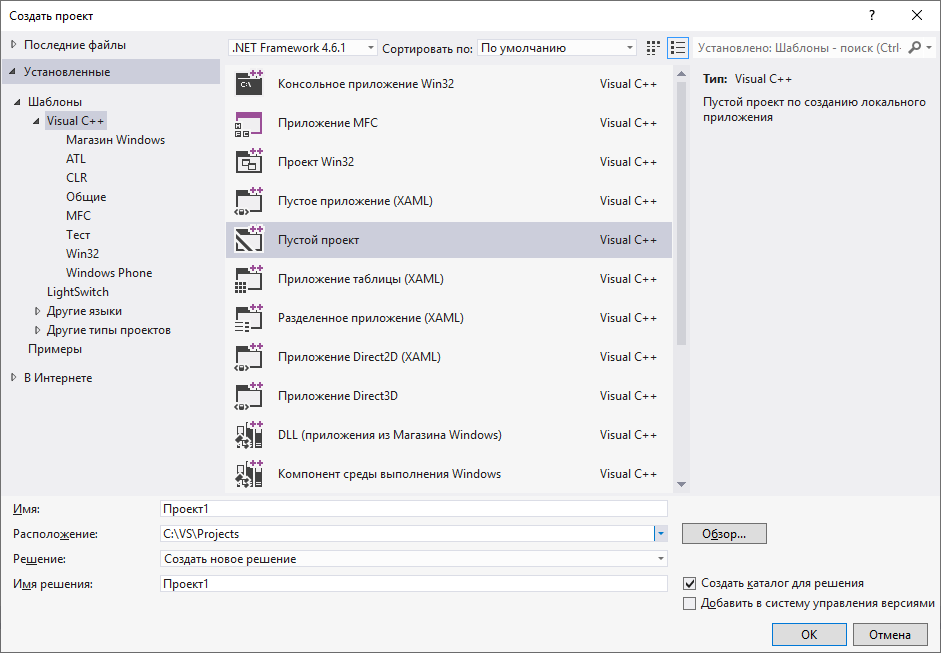 Создать проект
?
Последние файлы
Установленные
Шаблоны
Visual C++
Магазин Windows
ATL
CLR
Общие
MFC
Тест
Win32
Windows Phone
LightSwitch
Другие языки
Другие типы проектов
Примеры
В Интернете
.NET Framework 4.6.1 Сортировать по: По умолчанию
Консольное приложение Win32 Visual C++
Приложение MFC Visual C++
Проект Win32 Visual C++
Пустое приложение (XAML) Visual C++
Пустой проект Visual C++
Приложение таблицы (XAML) Visual C++
Разделенное приложение (XAML) Visual C++
Приложение Direct2D (XAML) Visual C++
Приложение Direct3D Visual C++
DLL (приложения из Магазина Windows) Visual C++
Компонент среды выполнения Windows Visual C++
Установлено: Шаблоны - поиск (Ctrl-
Тип: Visual C++
Пустой проект по созданию локального
приложения
Имя: Проект1
Расположение: C:\VS\Projects Обзор...
Решение: Создать новое решение
Имя решения: Проект1
Создать каталог для решения
Добавить в систему управления версиями
OK Отмена